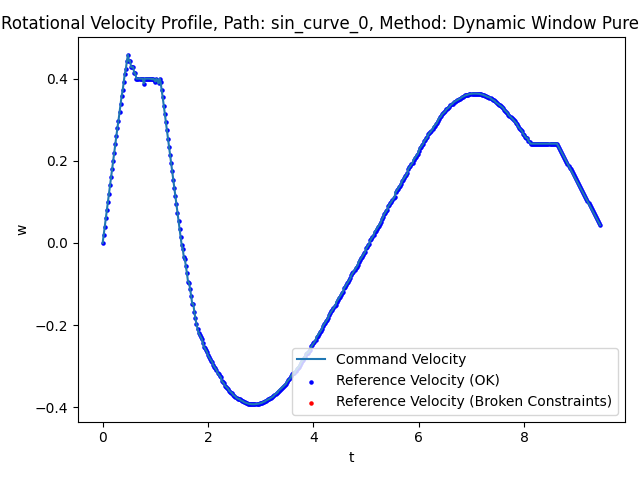 Rotational Velocity Profile, Path: sin_curve_0, Method: Dynamic Window Pure
0.4
0.2
0.0
−0.2
−0.4
w
Command Velocity
Reference Velocity (OK)
Reference Velocity (Broken Constraints)
0 2 4 6 8
t